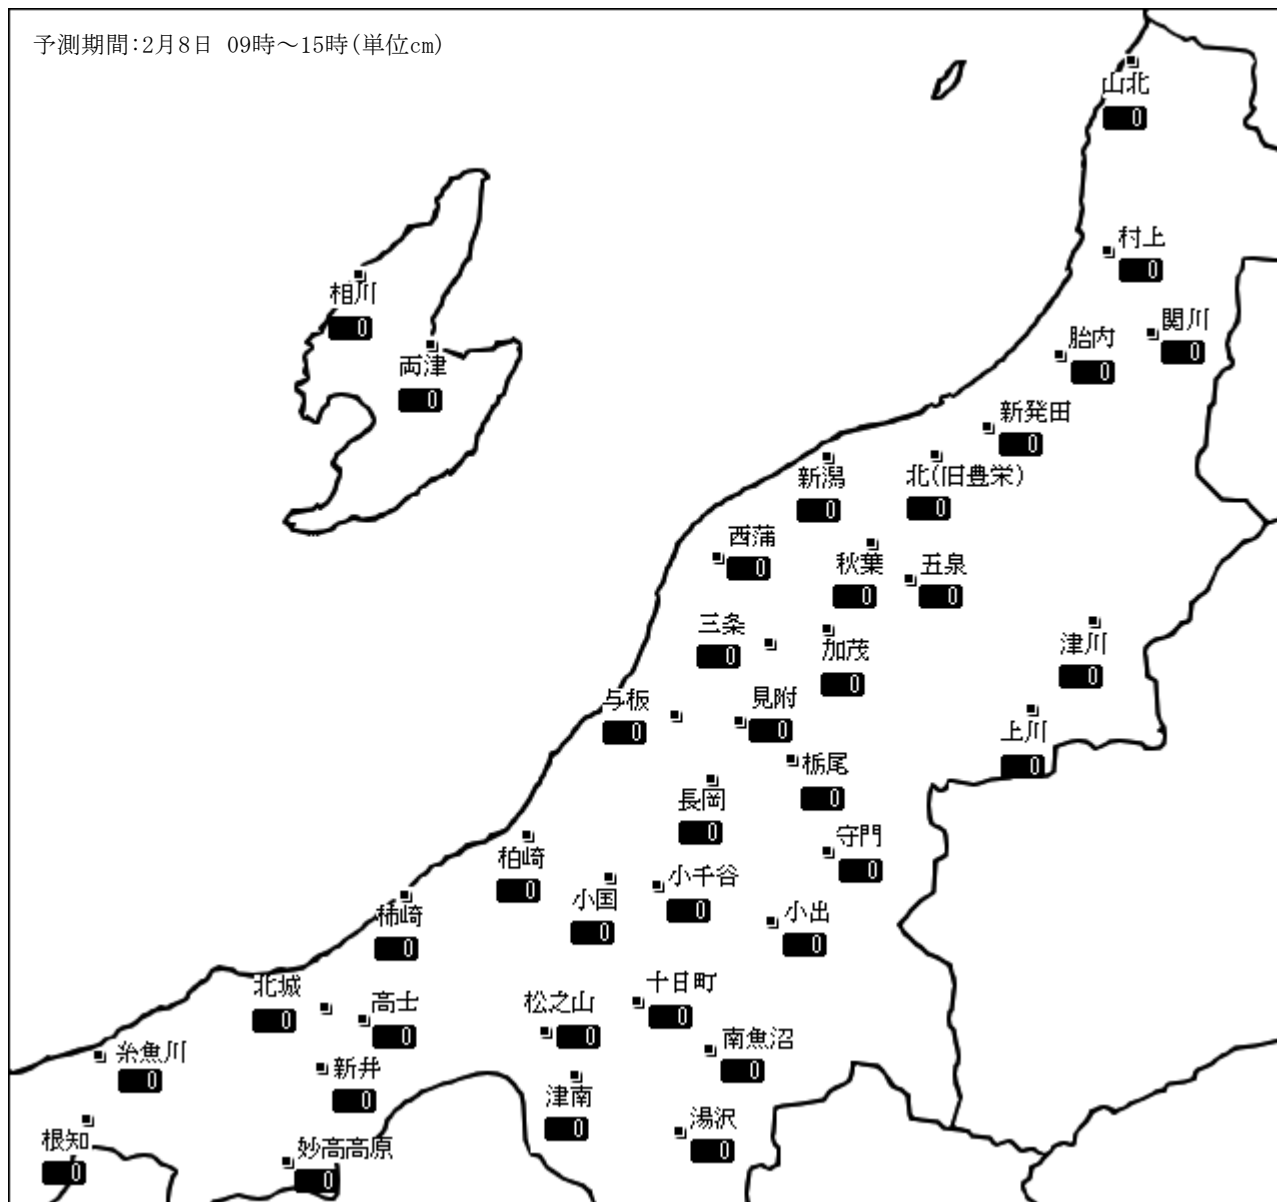 予測期間:2月8日 09時～15時(単位cm)
山北
0
村上
0
相川
0
関川
0
胎内
0
両津
0
新発田
0
新潟
0
北(旧豊栄)
0
西蒲
0
秋葉
0
五泉
0
三条
0
加茂
0
津川
0
与板
0
見附
0
上川
0
栃尾
0
長岡
0
守門
0
柏崎
0
小千谷
0
小国
0
小出
0
柿崎
0
北城
0
高士
0
松之山
0
十日町
0
南魚沼
0
糸魚川
0
新井
0
津南
0
湯沢
0
根知
0
妙高高原
0